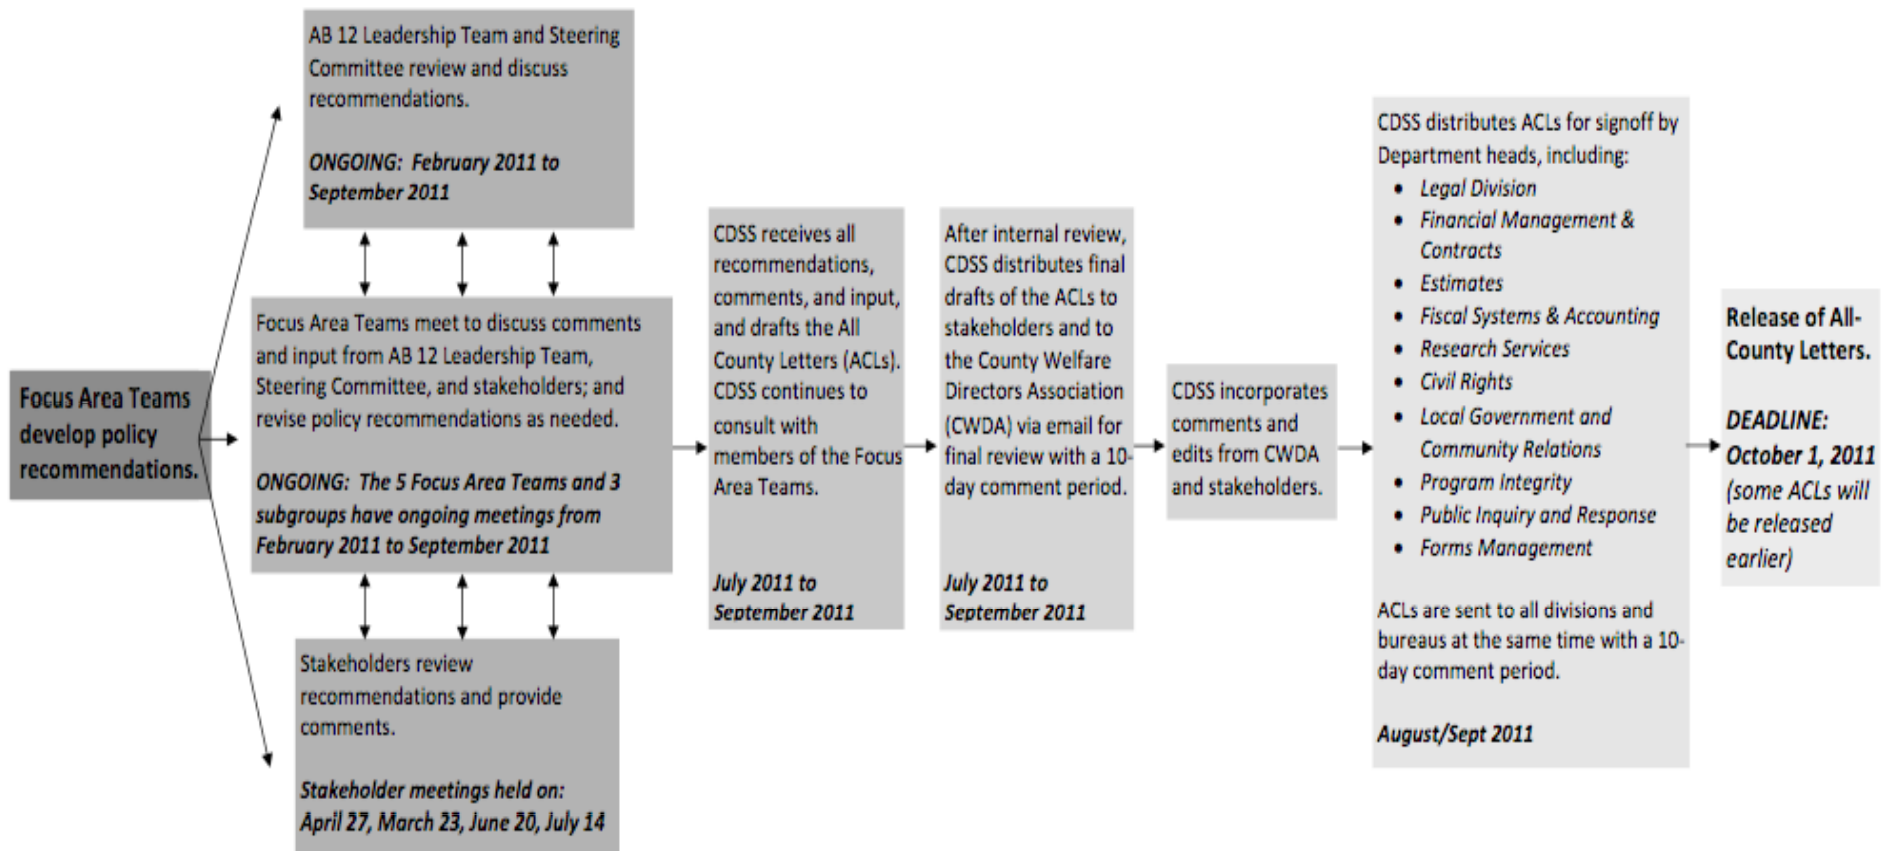 Focus Area Teams
develop policy
recommendations.
AB 12 Leadership Team and Steering
Committee review and discuss
recommendations.
ONGOING: February 2011 to
September 2011
Focus Area Teams meet to discuss comments
and input from AB 12 Leadership Team,
Steering Committee, and stakeholders; and
revise policy recommendations as needed.
ONGOING: The 5 Focus Area Teams and 3
subgroups have ongoing meetings from
February 2011 to September 2011
Stakeholders review
recommendations and provide
comments.
Stakeholder meetings held on:
April 27, March 23, June 20, July 14
CDSS receives all
recommendations,
comments, and input,
and drafts the All
County Letters (ACLs).
CDSS continues to
consult with
members of the Focus
Area Teams.
July 2011 to
September 2011
After internal review,
CDSS distributes final
drafts of the ACLs to
stakeholders and to
the County Welfare
Directors Association
(CWDA) via email for
final review with a 10-
day comment period.
July 2011 to
September 2011
CDSS incorporates
comments and
edits from CWDA
and stakeholders.
CDSS distributes ACLs for signoff by
Department heads, including:
• Legal Division
• Financial Management &
Contracts
• Estimates
• Fiscal Systems & Accounting
• Research Services
• Civil Rights
• Local Government and
Community Relations
• Program Integrity
• Public Inquiry and Response
• Forms Management
ACLs are sent to all divisions and
bureaus at the same time with a 10-
day comment period.
August/Sept 2011
Release of All-
County Letters.
DEADLINE:
October 1, 2011
(some ACLs will
be released
earlier)